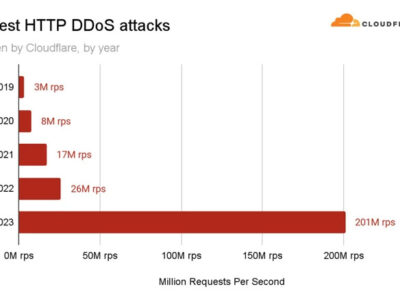 est HTTP DDoS attacks
en by Cloudflare, by year
CLOUDF
019
3M rps
020
8M rps
021
17M rps
022
26M rps
023
201M rps
0M rps
50M rps
100M rps
150M rps
200M rps
Million Requests Per Second